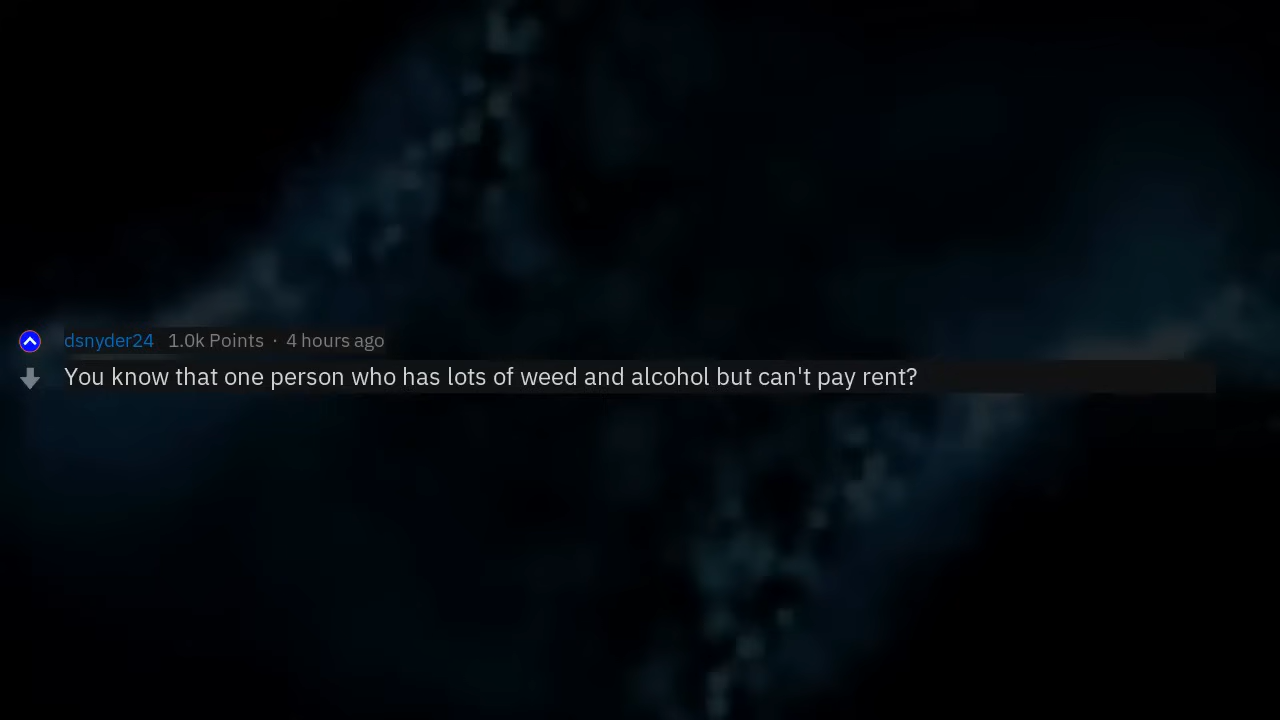 dsnyder24 1.0k Points · 4 hours ago
You know that one person who has lots of weed and alcohol but can't pay rent?